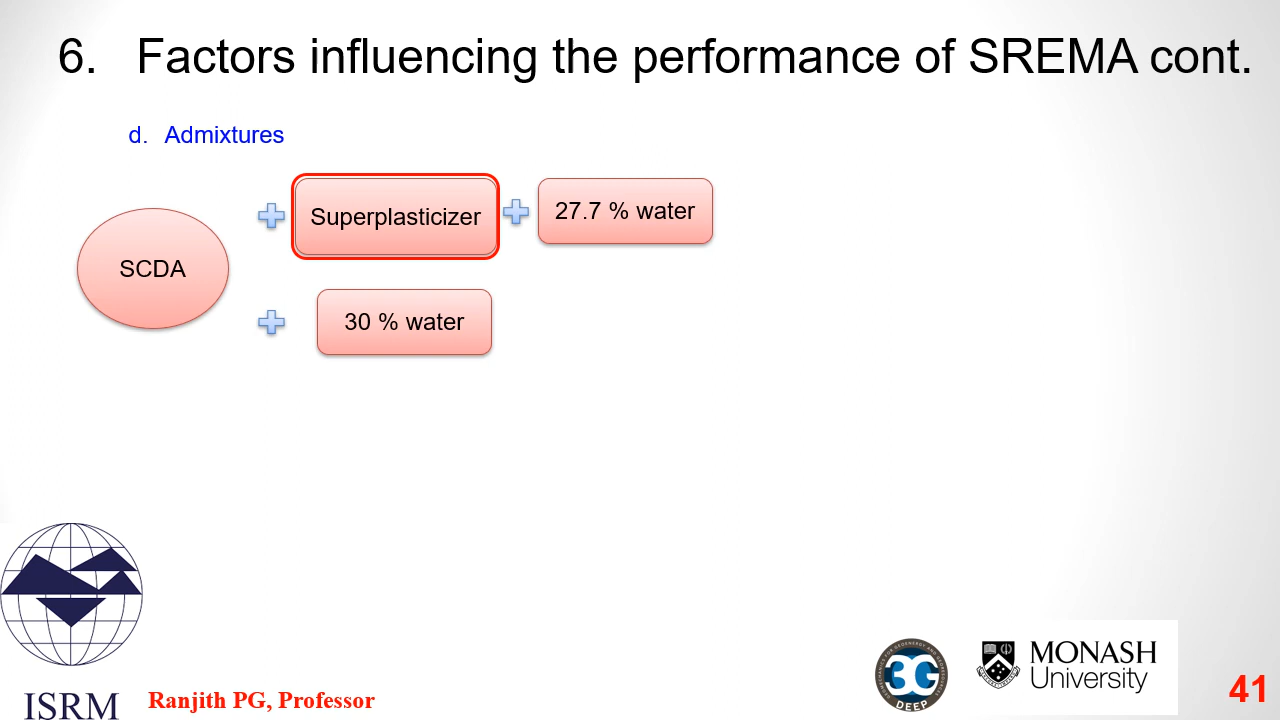 6. Factors influencing the performance of SREMA cont.
d. Admixtures
SCDA
Superplasticizer
27.7 % water
30 % water
ISRM
Ranjith PG, Professor
3G
DEEP
MONASH
University
41